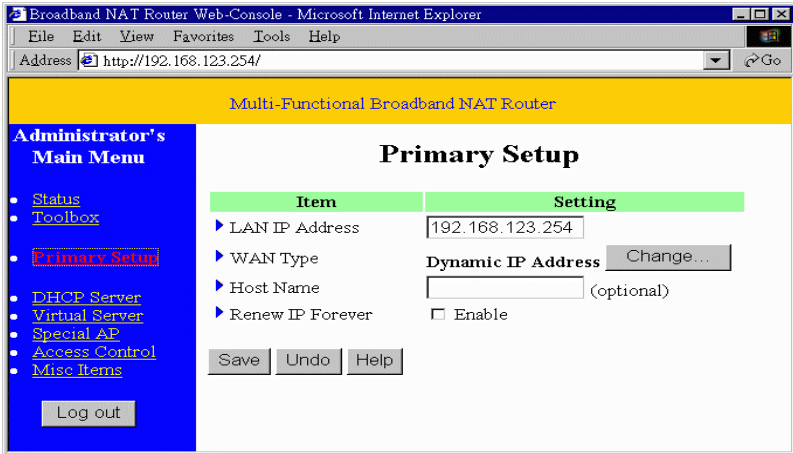 Broadband NAT Router Web-Console - Microsoft Internet Explorer
File Edit View Favorites Tools Help
Address http://192.168.123.254/ Go
Multi-Functional Broadband NAT Router
Administrator's
Main Menu
Status
Toolbox
Primary Setup
DHCP Server
Virtual Server
Special AP
Access Control
Misc Items
Log out
Primary Setup
Item Setting
LAN IP Address 192.168.123.254
WAN Type Dynamic IP Address Change...
Host Name (optional)
Renew IP Forever Enable
Save Undo Help